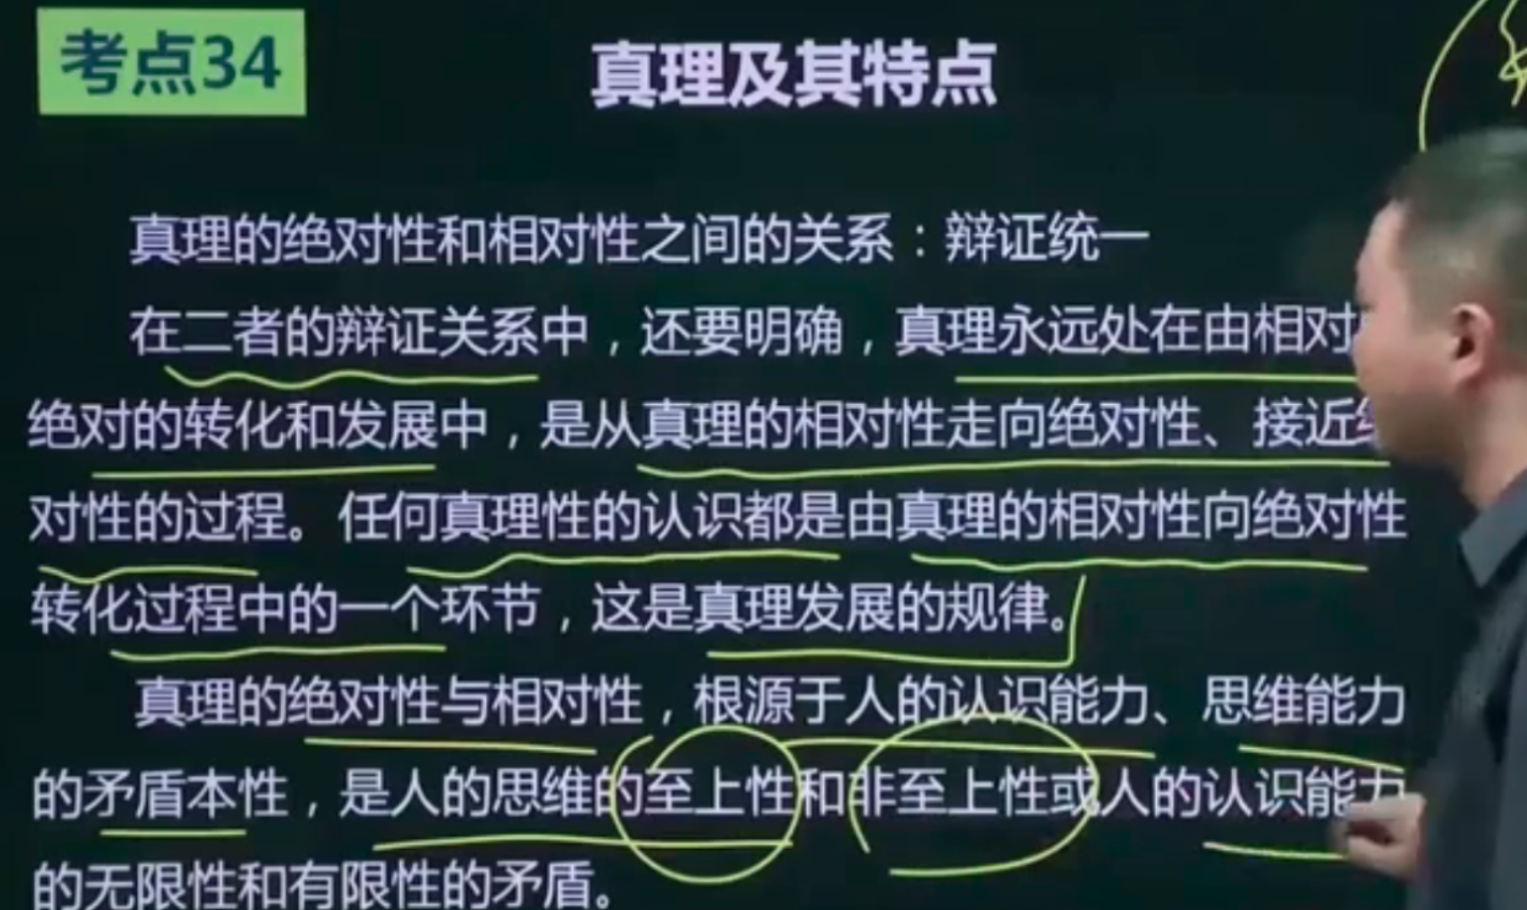 考点34
真理及其特点
真理的绝对性和相对性之间的关系：辩证统一
在二者的辩证关系中，还要明确，真理永远处在由相对
绝对的转化和发展中，是从真理的相对性走向绝对性、接近
对性的过程。任何真理性的认识都是由真理的相对性向绝对性
转化过程中的一个环节，这是真理发展的规律。
真理的绝对性与相对性，根源于人的认识能力、思维能力
的矛盾本性，是人的思维的至上性和非至上性或人的认识能力
的无限性和有限性的矛盾。